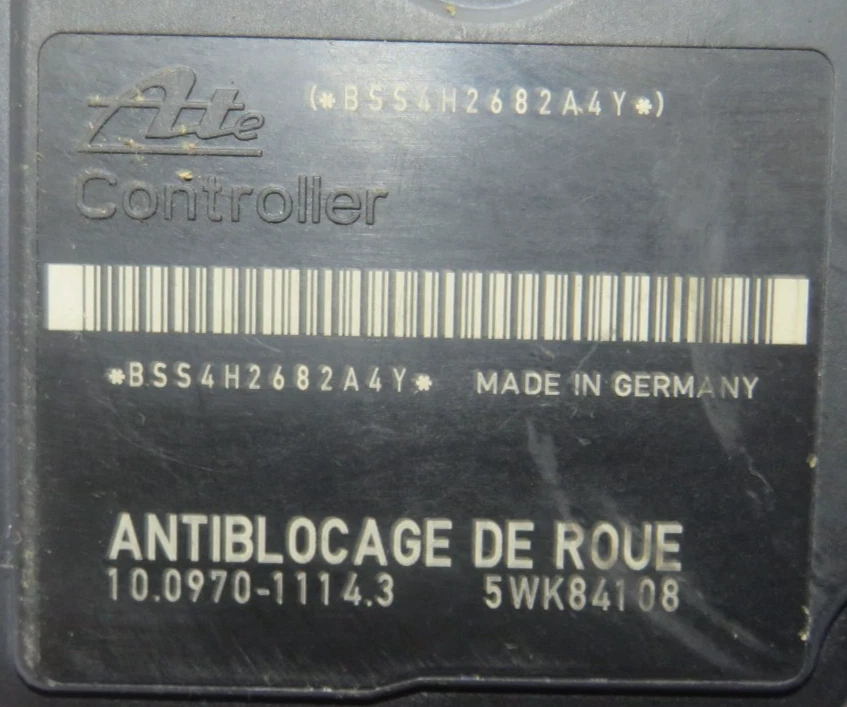 Ate
(*BSS4H2682A4Y*)
Controller
*BSS4H2682A4Y* MADE IN GERMANY
ANTIBLOCAGE DE ROUE
10.0970-1114.3 5WK84108